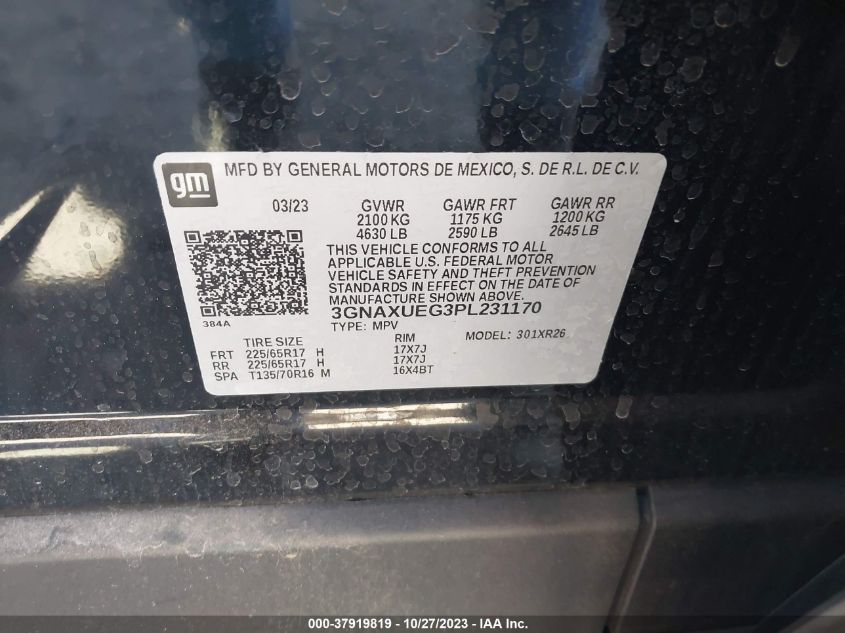 gm
MFD BY GENERAL MOTORS DE MEXICO, S. DE R.L. DE C.V.
03/23 GVWR GAWR FRT GAWR RR
2100 KG 1175 KG 1200 KG
4630 LB 2590 LB 2645 LB
THIS VEHICLE CONFORMS TO ALL
APPLICABLE U.S. FEDERAL MOTOR
VEHICLE SAFETY AND THEFT PREVENTION
STANDARDS IN EFFECT ON THE DATE OF
MANUFACTURE SHOWN ABOVE.
3GNAXUEG3PL231170
384A
TYPE: MPV MODEL: 301XR26
TIRE SIZE RIM
FRT 225/65R17 H 17X7J
RR 225/65R17 H 17X7J
SPA T135/70R16 M 16X4BT
000-37919819 - 10/27/2023 - IAA Inc.